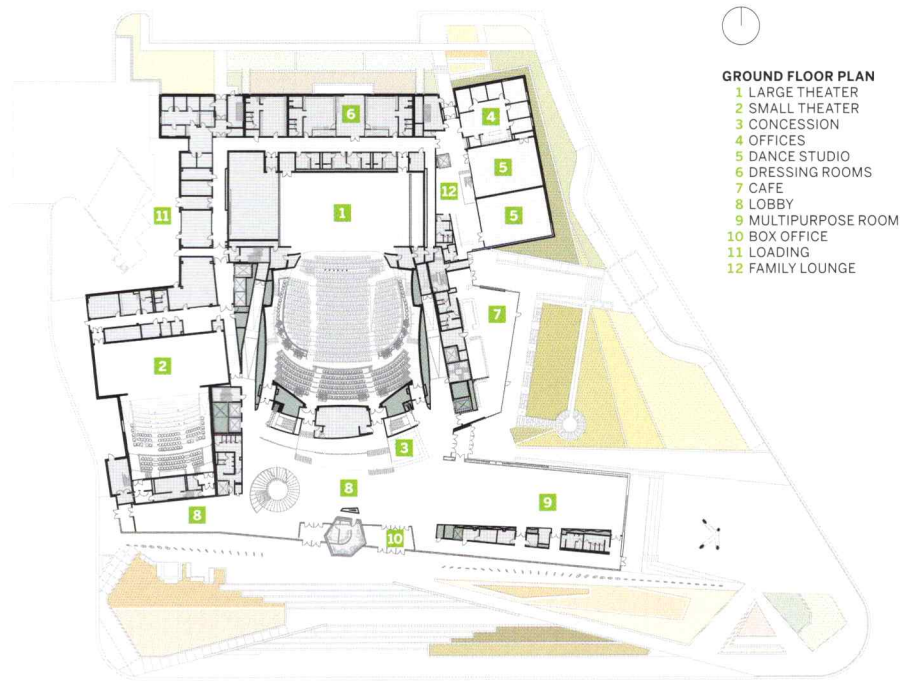 GROUND FLOOR PLAN
1 LARGE THEATER
2 SMALL THEATER
3 CONCESSION
4 OFFICES
5 DANCE STUDIO
6 DRESSING ROOMS
7 CAFE
8 LOBBY
9 MULTIPURPOSE ROOM
10 BOX OFFICE
11 LOADING
12 FAMILY LOUNGE
6
4
5
12
11
1
5
7
2
3
8
9
8
10